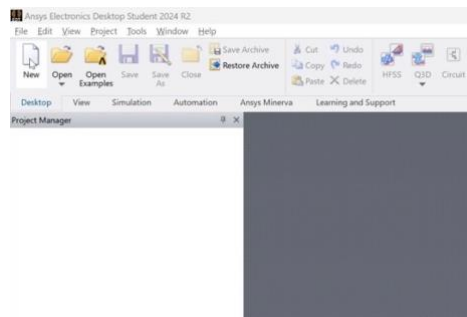 Ansys Electronics Desktop Student 2024 R2
File Edit View Project Tools Window Help
New
Open
Open Examples
Save
Save As
Close
Save Archive
Restore Archive
Cut
Copy
Paste
Undo
Redo
Delete
HFSS
Q3D
Circuit
Desktop View Simulation Automation Ansys Minerva Learning and Support
Project Manager